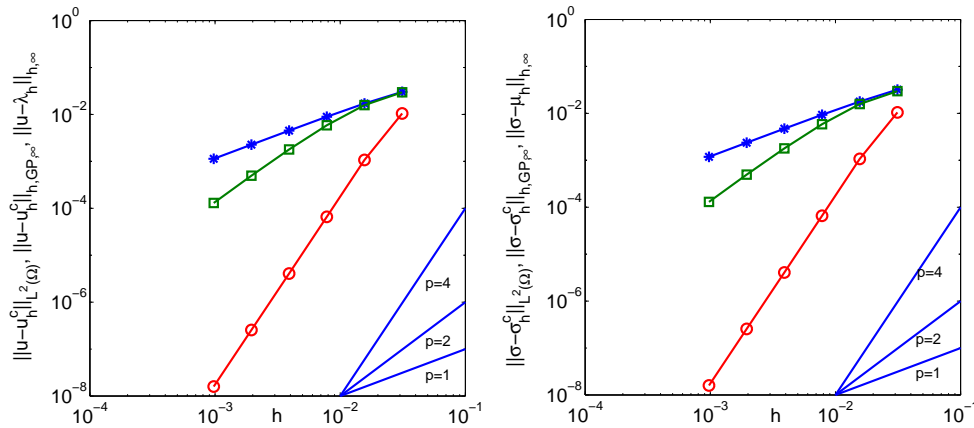 ||u−u_h^c||_{L^2(Ω)}, ||u−u_h^c||_{h,GP,∞}, ||u−λ_h||_{h,∞}
10^0
10^{−2}
10^{−4}
10^{−6}
10^{−8}
p=4
p=2
p=1
10^{−4}
10^{−3}
h
10^{−2}
10^{−1}
||σ−σ_h^c||_{L^2(Ω)}, ||σ−σ_h^c||_{h,GP,∞}, ||σ−μ_h||_{h,∞}
10^0
10^{−2}
10^{−4}
10^{−6}
10^{−8}
p=4
p=2
p=1
10^{−4}
10^{−3}
h
10^{−2}
10^{−1}